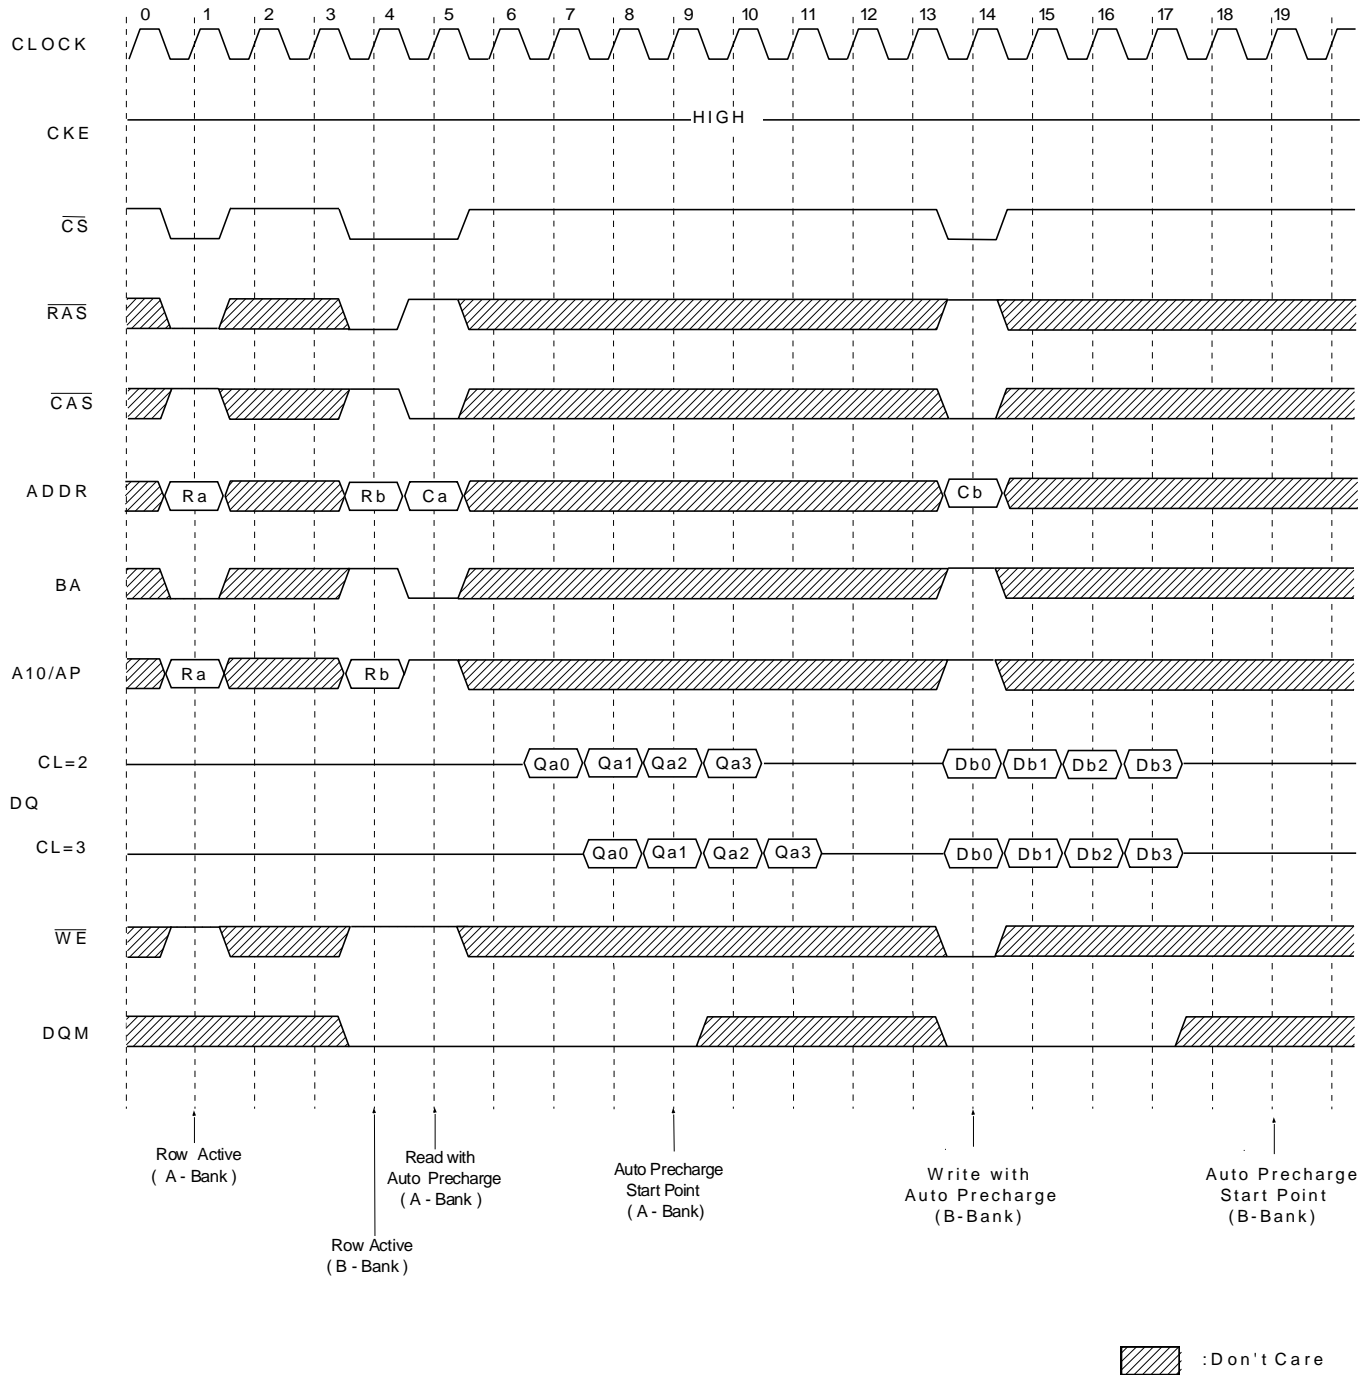 0 1 2 3 4 5 6 7 8 9 10 11 12 13 14 15 16 17 18 19
CLOCK
CKE
HIGH
CS
RAS
CAS
ADDR
Ra Rb Ca Cb
BA
A10/AP
Ra Rb
CL=2
Qa0 Qa1 Qa2 Qa3 Db0 Db1 Db2 Db3
DQ
CL=3
Qa0 Qa1 Qa2 Qa3 Db0 Db1 Db2 Db3
WE
DQM
Row Active
( A - Bank )
Row Active
( B - Bank )
Read with
Auto Precharge
( A - Bank )
Auto Precharge
Start Point
( A - Bank)
Write with
Auto Precharge
(B-Bank)
Auto Precharge
Start Point
(B-Bank)
:Don't Care